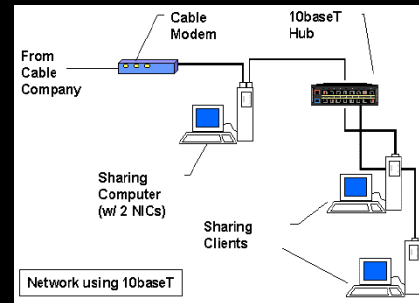 Cable
Modem
10baseT
Hub
From
Cable
Company
Sharing
Computer
(w/ 2 NICs)
Sharing
Clients
Network using 10baseT